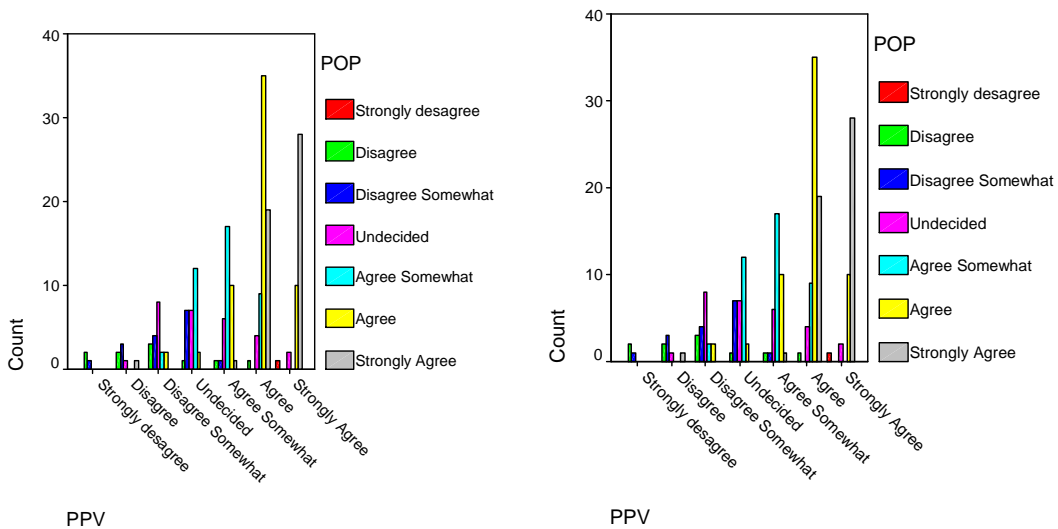 40
30
20
10
0
Count
Strongly desagree
Disagree
Disagree Somewhat
Undecided
Agree Somewhat
Agree
Strongly Agree
PPV
POP
Strongly desagree
Disagree
Disagree Somewhat
Undecided
Agree Somewhat
Agree
Strongly Agree
40
30
20
10
0
Count
Strongly desagree
Disagree
Disagree Somewhat
Undecided
Agree Somewhat
Agree
Strongly Agree
PPV
POP
Strongly desagree
Disagree
Disagree Somewhat
Undecided
Agree Somewhat
Agree
Strongly Agree